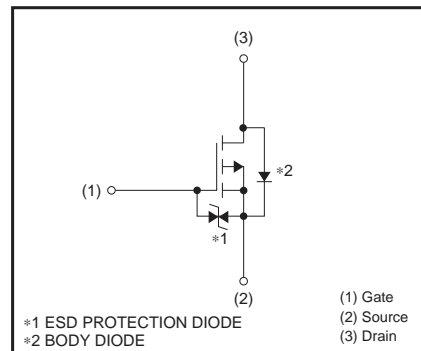 (3)
∗2
(1)
∗1
(2)
∗1 ESD PROTECTION DIODE
∗2 BODY DIODE
(1) Gate
(2) Source
(3) Drain